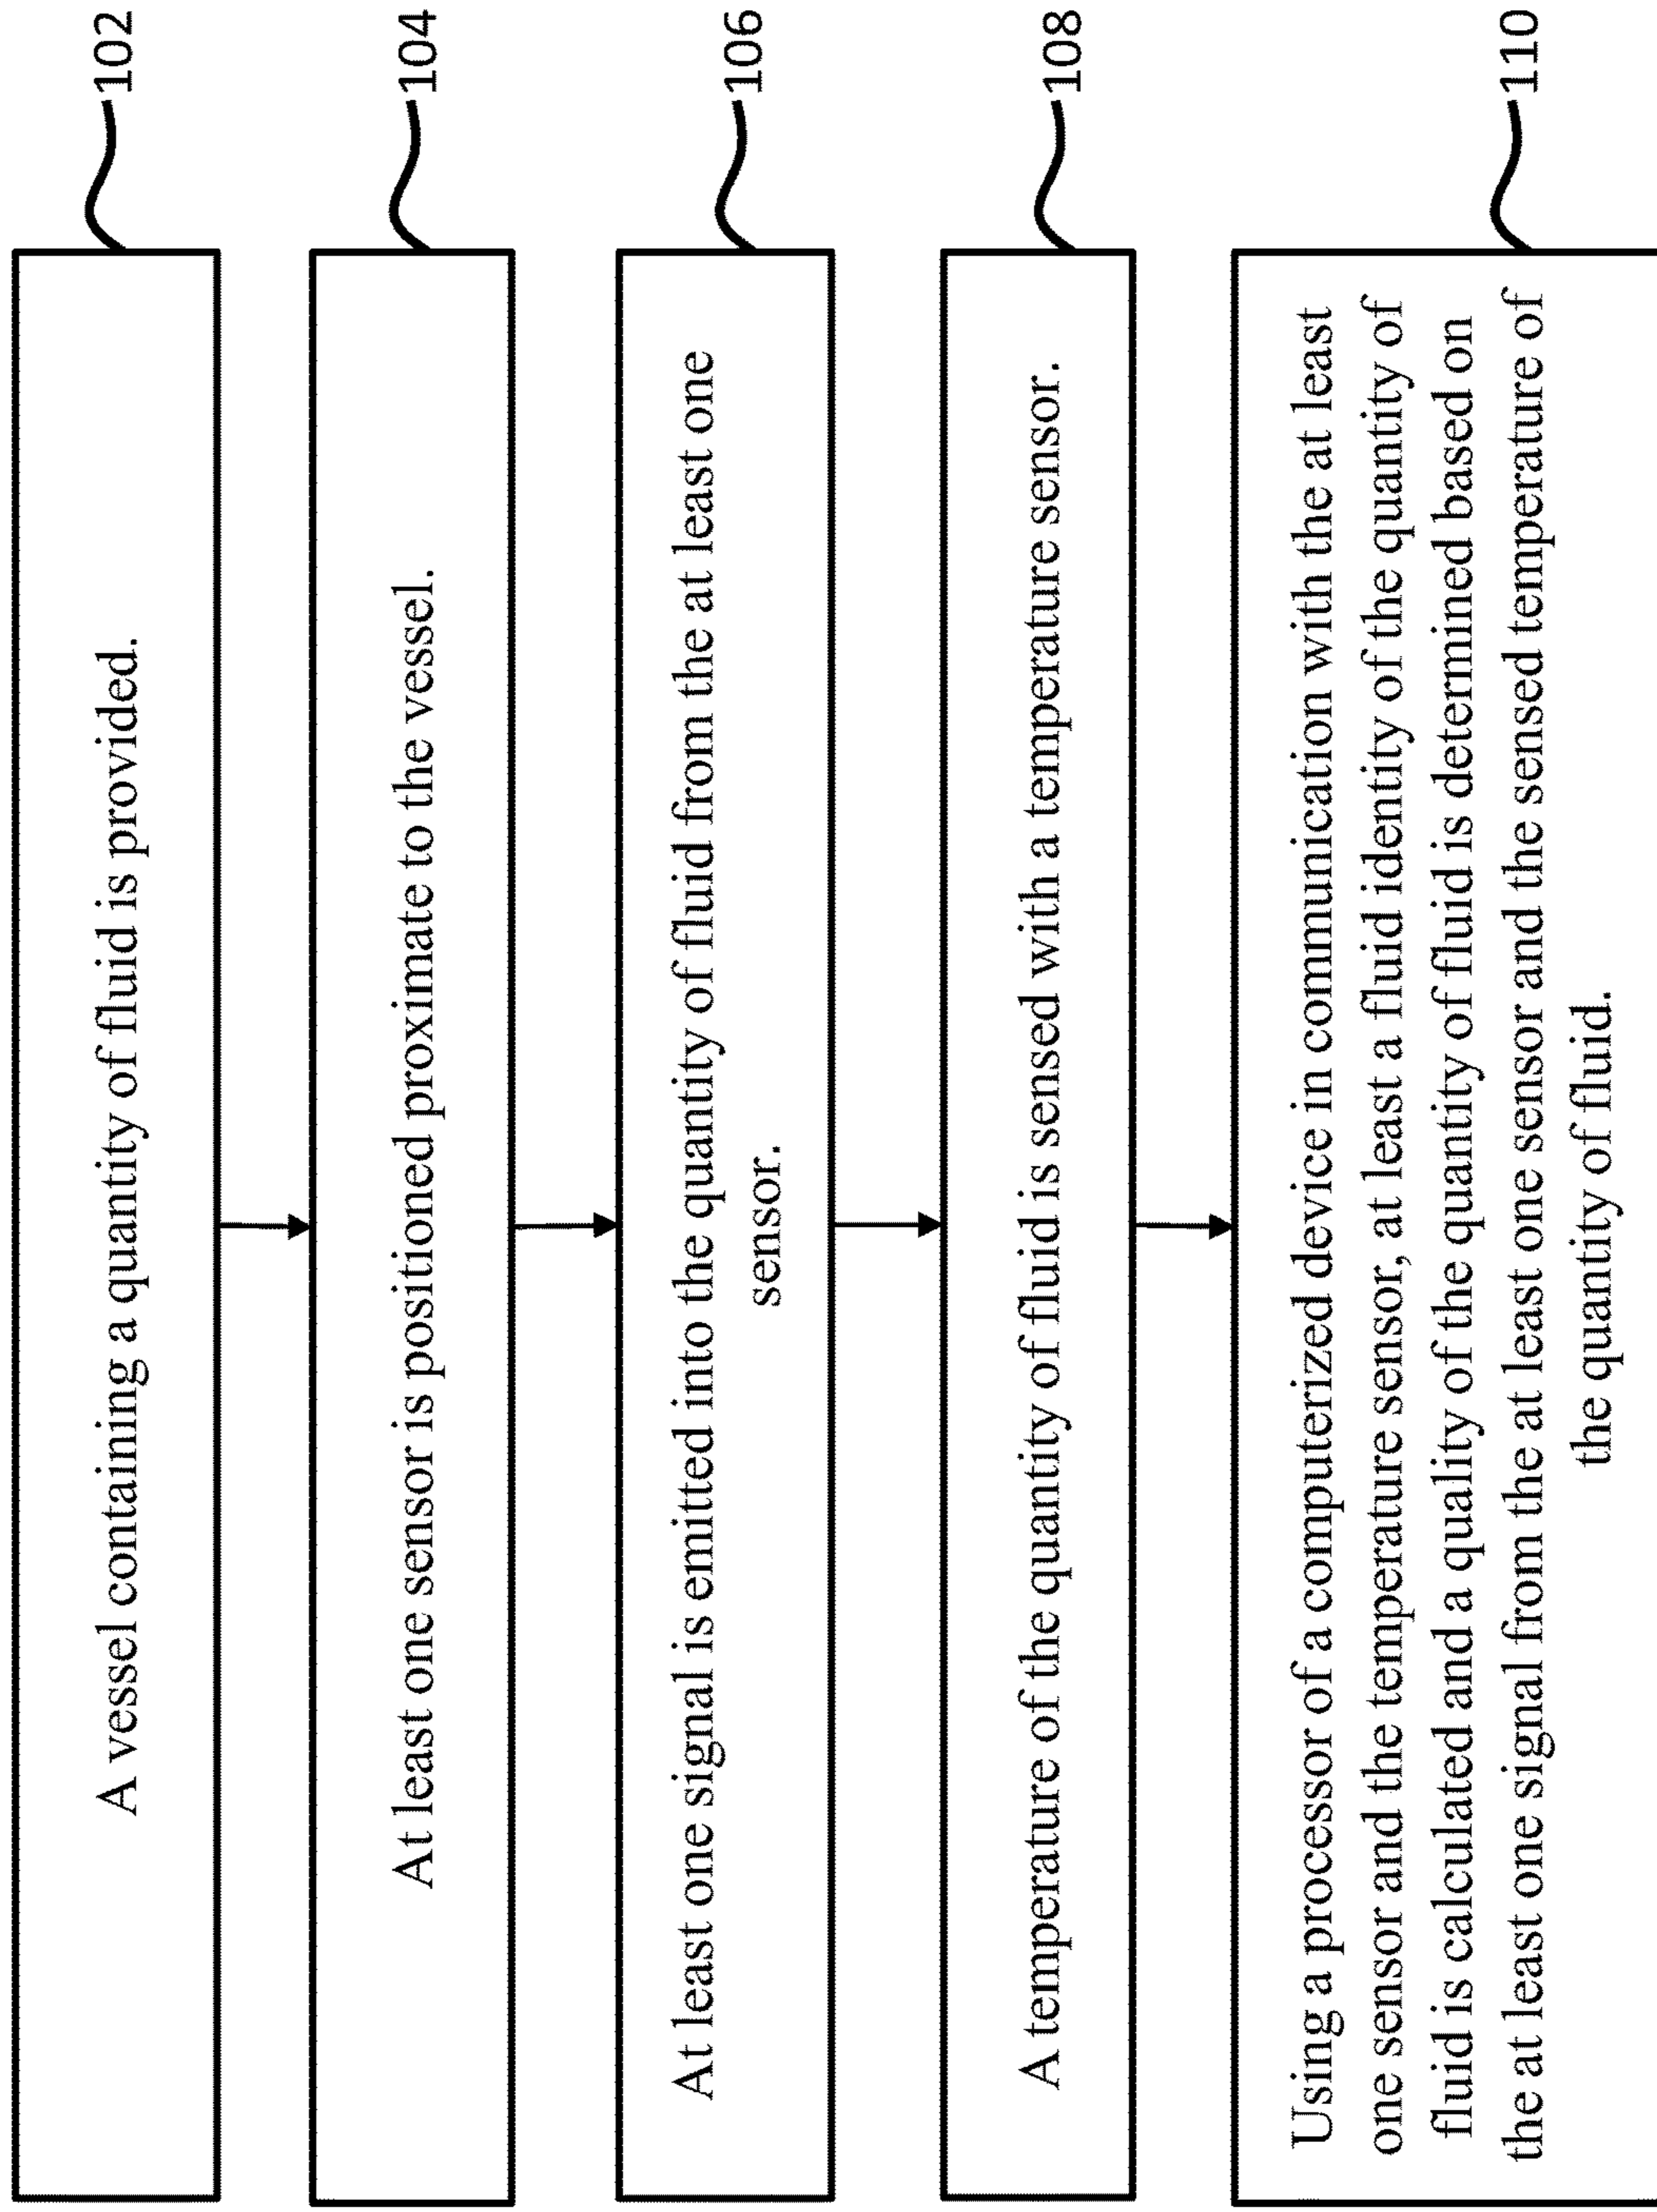 A vessel containing a quantity of fluid is provided.
102
At least one sensor is positioned proximate to the vessel.
104
At least one signal is emitted into the quantity of fluid from the at least one
sensor.
106
A temperature of the quantity of fluid is sensed with a temperature sensor.
108
Using a processor of a computerized device in communication with the at least
one sensor and the temperature sensor, at least a fluid identity of the quantity of
fluid is calculated and a quality of the quantity of fluid is determined based on
the at least one signal from the at least one sensor and the sensed temperature of
the quantity of fluid.
110